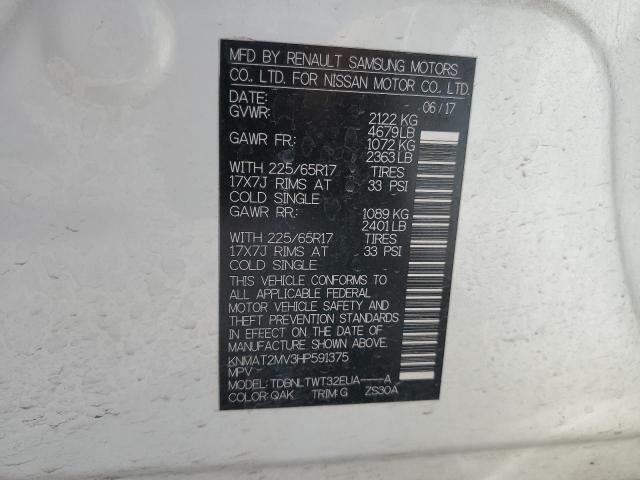 MFD BY RENAULT SAMSUNG MOTORS
CO., LTD. FOR NISSAN MOTOR CO., LTD.
DATE: 06/17
GVWR: 2122 KG
4679LB
GAWR FR: 1072 KG
2363 LB
WITH 225/65R17 TIRES
17X7J RIMS AT 33 PSI
COLD SINGLE
GAWR RR: 1089 KG
2401LB
WITH 225/65R17 TIRES
17X7J RIMS AT 33 PSI
COLD SINGLE
THIS VEHICLE CONFORMS TO
ALL APPLICABLE FEDERAL
MOTOR VEHICLE SAFETY AND
THEFT PREVENTION STANDARDS
IN EFFECT ON THE DATE OF
MANUFACTURE SHOWN ABOVE.
KNMAT2MV3HP591375
MPV
MODEL: TDBNLTWT32EUA----A
COLOR: QAK TRIM: G ZS30A